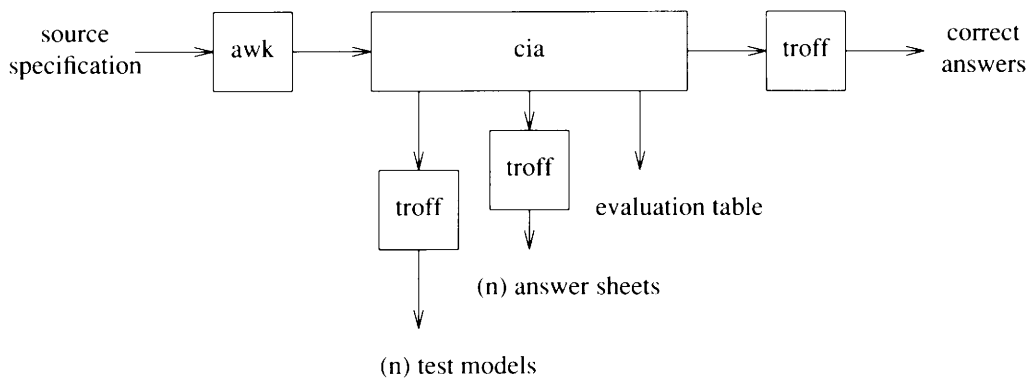 source
specification
awk
cia
troff
correct
answers
troff
troff
evaluation table
(n) answer sheets
(n) test models